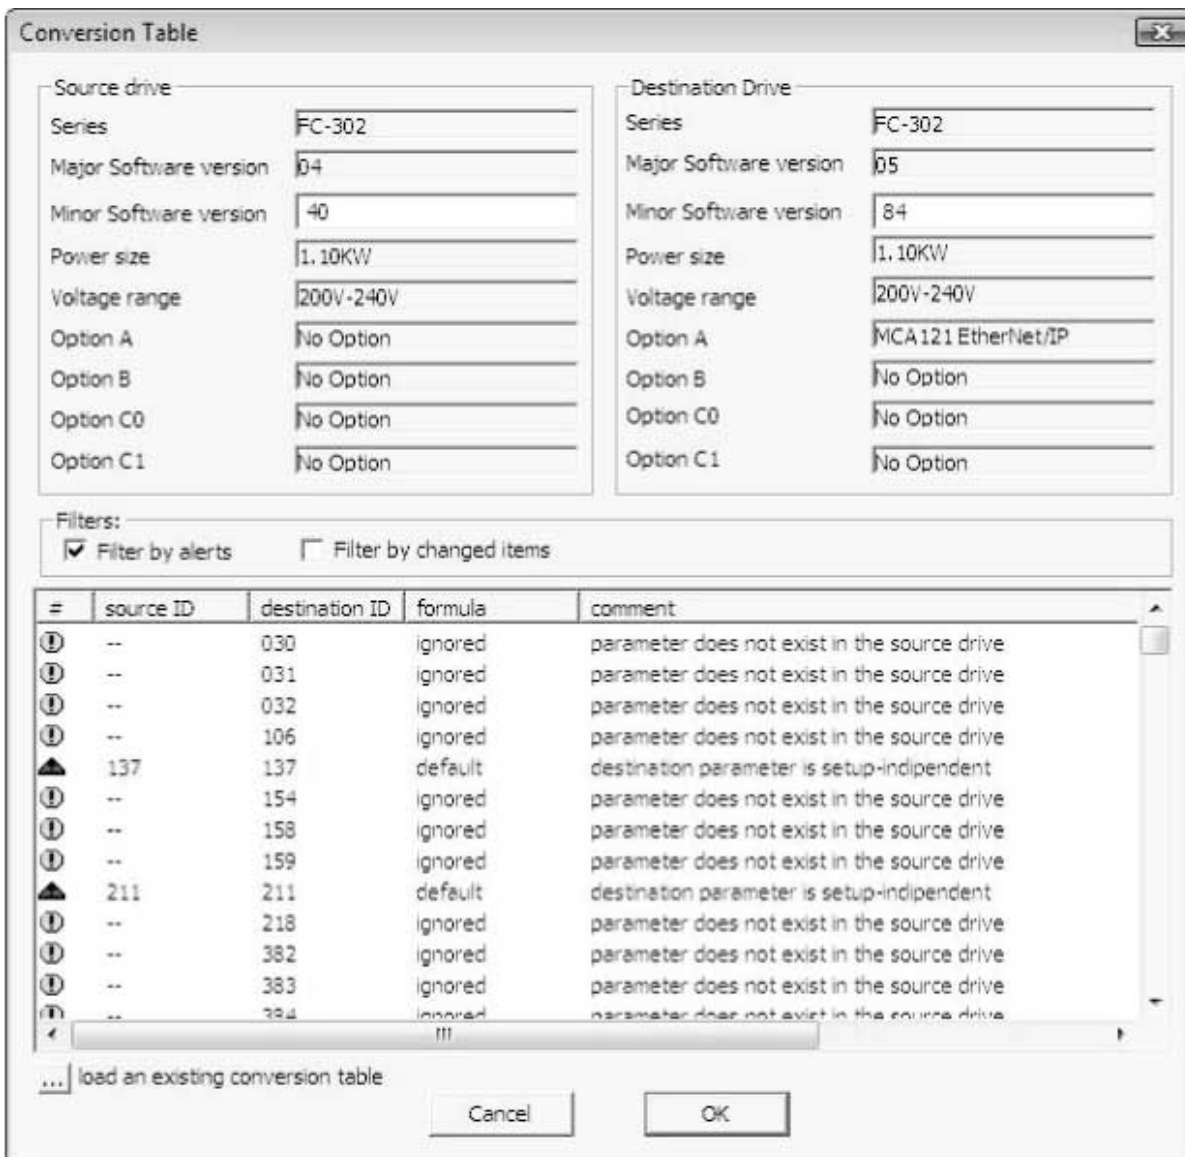 Conversion Table
Source drive
Series FC-302
Major Software version 04
Minor Software version 40
Power size 1.10KW
Voltage range 200V-240V
Option A No Option
Option B No Option
Option C0 No Option
Option C1 No Option
Destination Drive
Series FC-302
Major Software version 05
Minor Software version 84
Power size 1.10KW
Voltage range 200V-240V
Option A MCA121 EtherNet/IP
Option B No Option
Option C0 No Option
Option C1 No Option
Filters:
Filter by alerts Filter by changed items
# source ID destination ID formula comment
-- 030 ignored parameter does not exist in the source drive
-- 031 ignored parameter does not exist in the source drive
-- 032 ignored parameter does not exist in the source drive
-- 106 ignored parameter does not exist in the source drive
137 137 default destination parameter is setup-indipendent
-- 154 ignored parameter does not exist in the source drive
-- 158 ignored parameter does not exist in the source drive
-- 159 ignored parameter does not exist in the source drive
211 211 default destination parameter is setup-indipendent
-- 218 ignored parameter does not exist in the source drive
-- 382 ignored parameter does not exist in the source drive
-- 383 ignored parameter does not exist in the source drive
-- 384 ignored parameter does not exist in the source drive
... load an existing conversion table
Cancel OK